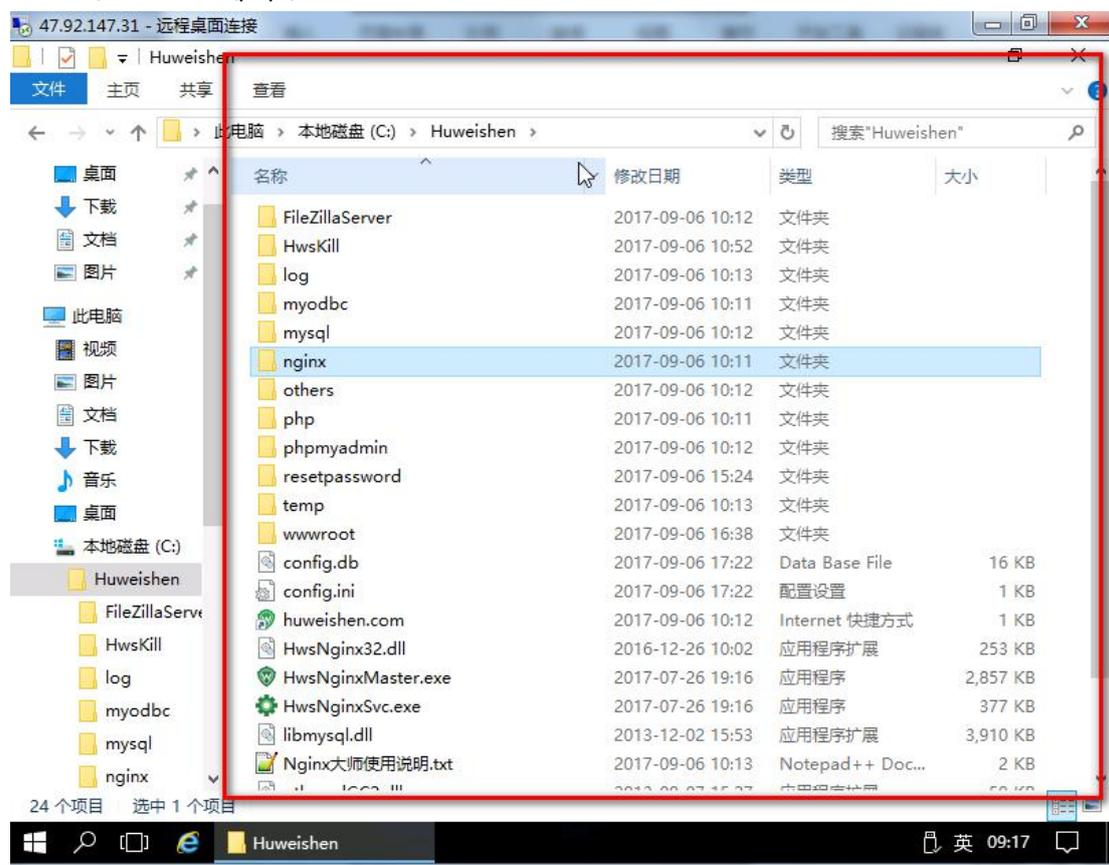 47.92.147.31 - 远程桌面连接
Huweishen
文件 主页 共享 查看
此电脑 > 本地磁盘 (C:) > Huweishen > 搜索"Huweishen"
名称 修改日期 类型 大小
桌面
下载
文档
图片
此电脑
视频
图片
文档
下载
音乐
桌面
本地磁盘 (C:)
Huweishen
FileZillaServe
HwsKill
log
myodbc
mysql
nginx
FileZillaServer 2017-09-06 10:12 文件夹
HwsKill 2017-09-06 10:52 文件夹
log 2017-09-06 10:13 文件夹
myodbc 2017-09-06 10:11 文件夹
mysql 2017-09-06 10:12 文件夹
nginx 2017-09-06 10:11 文件夹
others 2017-09-06 10:12 文件夹
php 2017-09-06 10:11 文件夹
phpmyadmin 2017-09-06 10:12 文件夹
resetpassword 2017-09-06 15:24 文件夹
temp 2017-09-06 10:13 文件夹
wwwroot 2017-09-06 16:38 文件夹
config.db 2017-09-06 17:22 Data Base File 16 KB
config.ini 2017-09-06 17:22 配置设置 1 KB
huweishen.com 2017-09-06 10:12 Internet 快捷方式 1 KB
HwsNginx32.dll 2016-12-26 10:02 应用程序扩展 253 KB
HwsNginxMaster.exe 2017-07-26 19:16 应用程序 2,857 KB
HwsNginxSvc.exe 2017-07-26 19:16 应用程序 377 KB
libmysql.dll 2013-12-02 15:53 应用程序扩展 3,910 KB
Nginx大师使用说明.txt 2017-09-06 10:13 Notepad++ Doc... 2 KB
24 个项目 选中 1 个项目
Huweishen 英 09:17